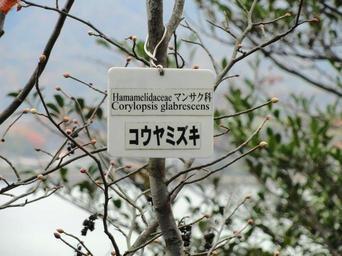 Hamamelidaceae マンサク科
Corylopsis glabrescens
コウヤミズキ